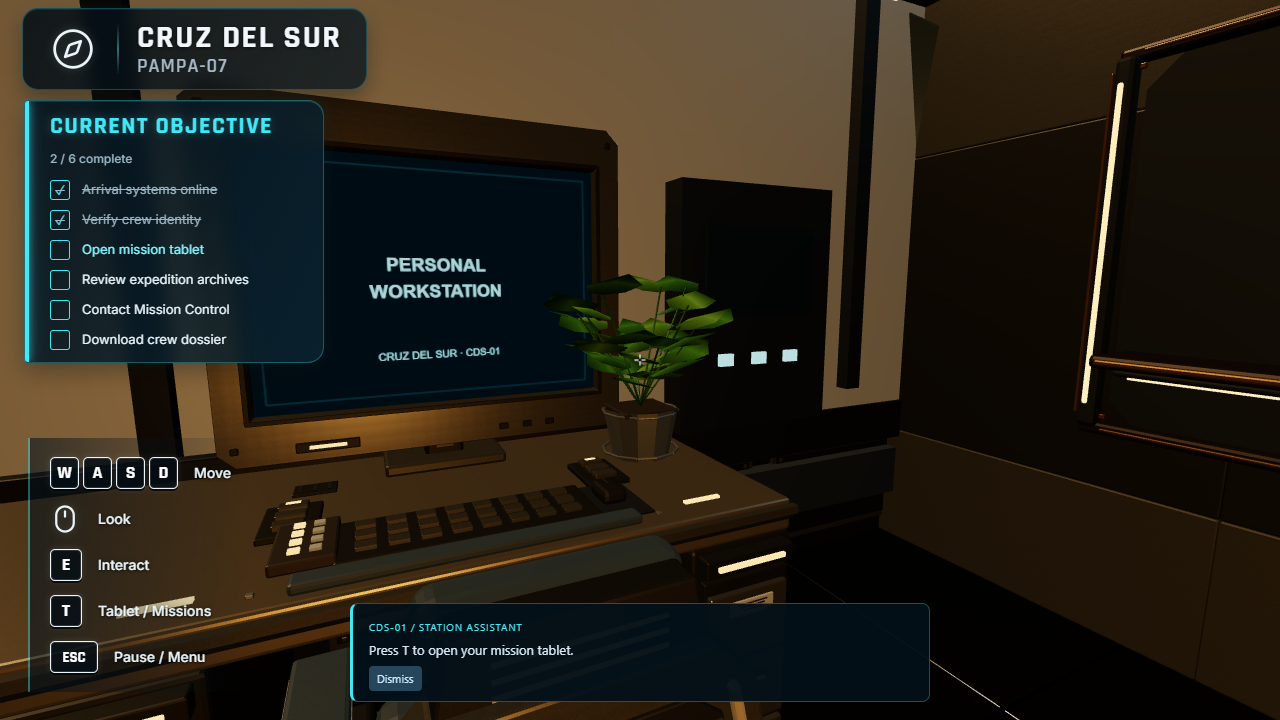 CRUZ DEL SUR
PAMPA-07
CURRENT OBJECTIVE
2 / 6 complete
Arrival systems online
Verify crew identity
Open mission tablet
Review expedition archives
Contact Mission Control
Download crew dossier
PERSONAL
WORKSTATION
CRUZ DEL SUR · CDS-01
W A S D Move
Look
E Interact
T Tablet / Missions
ESC Pause / Menu
CDS-01 / STATION ASSISTANT
Press T to open your mission tablet.
Dismiss